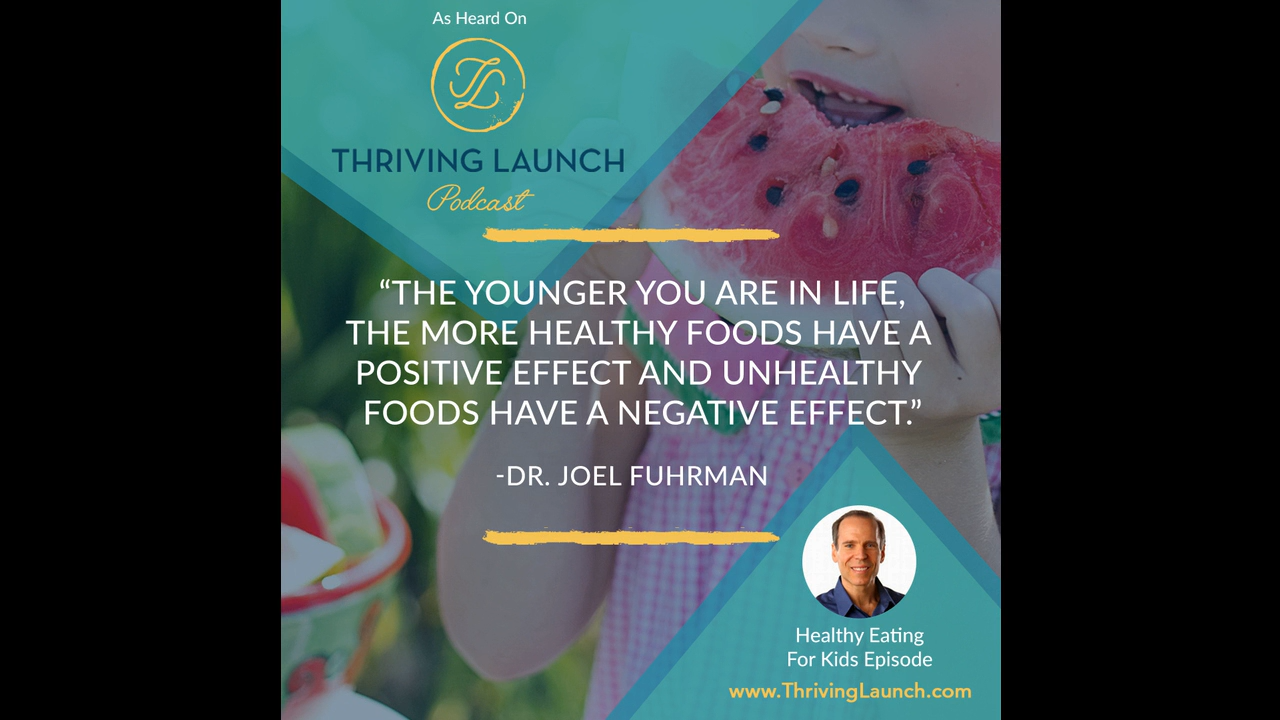 As Heard On
TL
THRIVING LAUNCH
Podcast
“THE YOUNGER YOU ARE IN LIFE,
THE MORE HEALTHY FOODS HAVE A
POSITIVE EFFECT AND UNHEALTHY
FOODS HAVE A NEGATIVE EFFECT.”
-DR. JOEL FUHRMAN
Healthy Eating
For Kids Episode
www.ThrivingLaunch.com